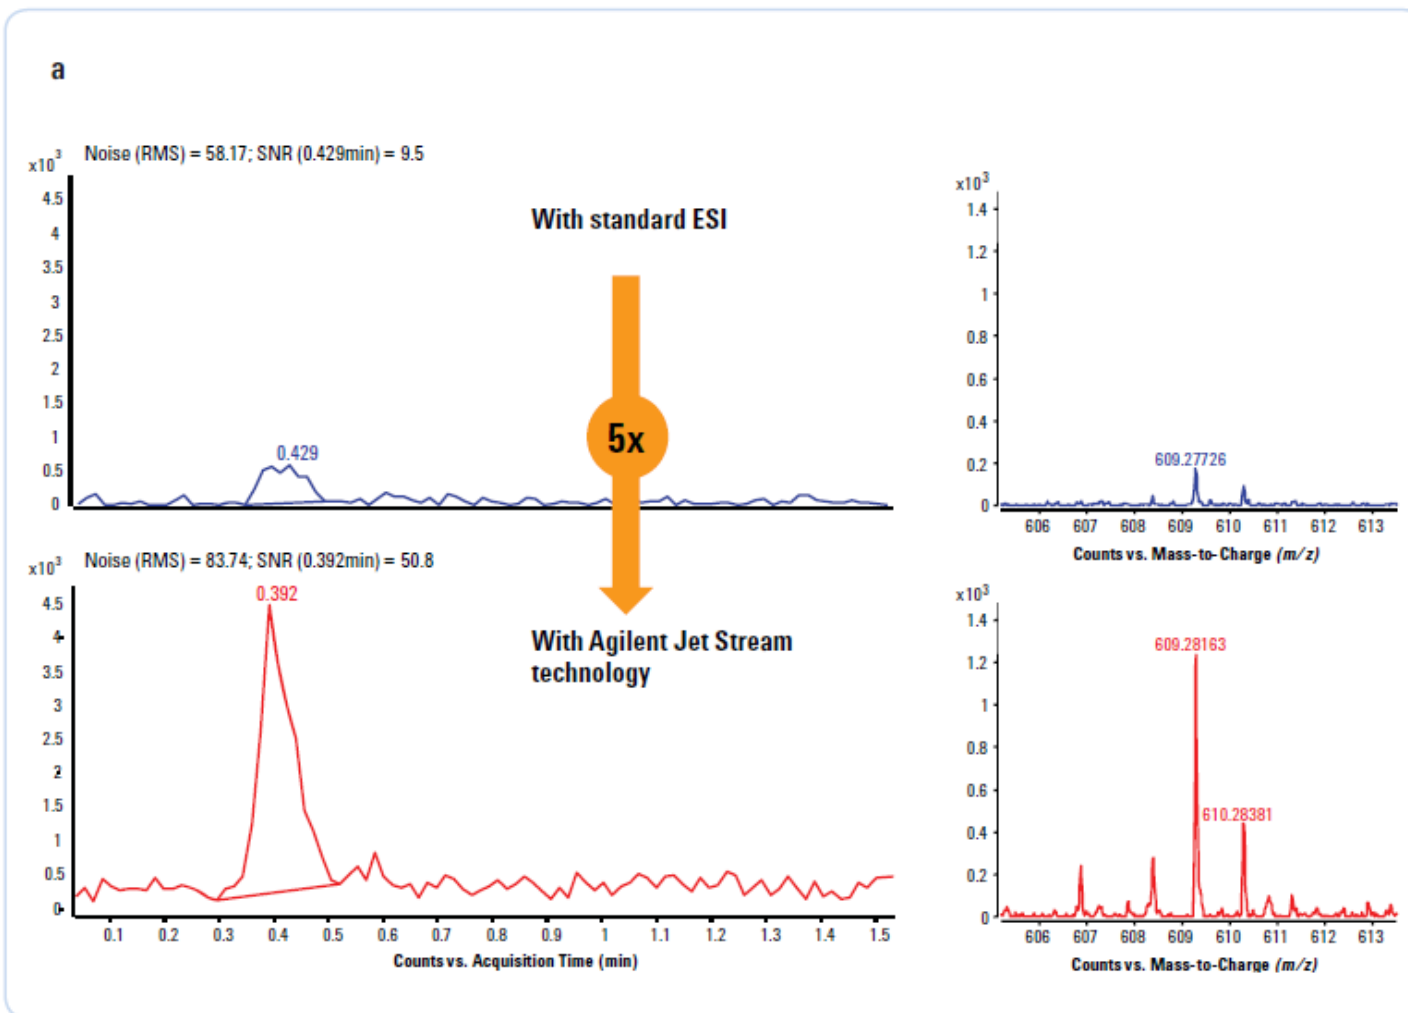 a
Noise (RMS) = 58.17; SNR (0.429min) = 9.5
x10³
4.5
4
3.5
3
2.5
2
1.5
1
0.5
0
0.429
With standard ESI
5x
x10³
1.4
1.2
1
0.8
0.6
0.4
0.2
0
609.27726
606 607 608 609 610 611 612 613
Counts vs. Mass-to-Charge (m/z)
Noise (RMS) = 83.74; SNR (0.392min) = 50.8
x10³
4.5
4
3.5
3
2.5
2
1.5
1
0.5
0
0.392
With Agilent Jet Stream
technology
0.1 0.2 0.3 0.4 0.5 0.6 0.7 0.8 0.9 1 1.1 1.2 1.3 1.4 1.5
Counts vs. Acquisition Time (min)
x10³
1.4
1.2
1
0.8
0.6
0.4
0.2
0
609.28163
610.28381
606 607 608 609 610 611 612 613
Counts vs. Mass-to-Charge (m/z)